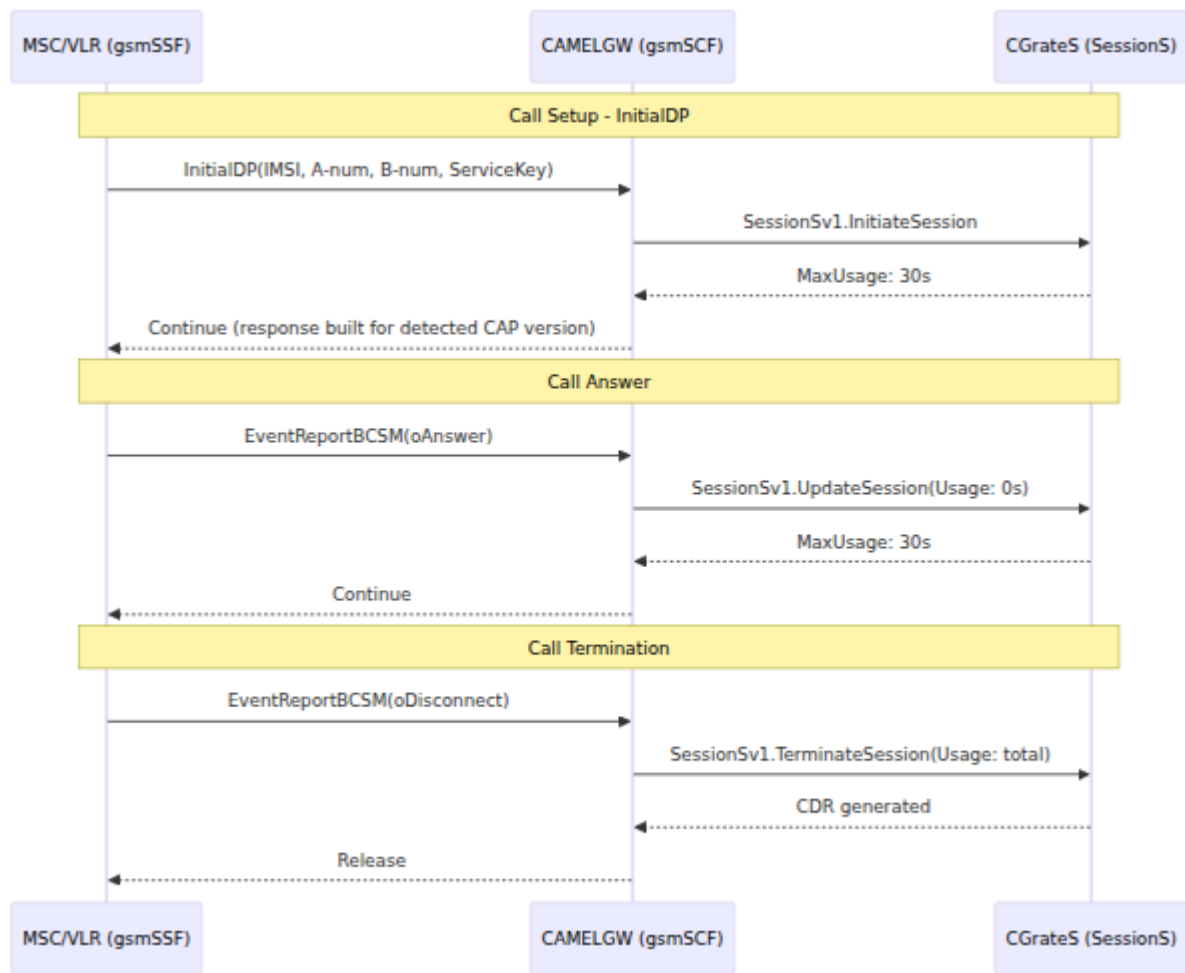 MSC/VLR (gsmSSF)
CAMELGW (gsmSCF)
CGrateS (SessionS)
Call Setup - InitialDP
InitialDP(IMSI, A-num, B-num, ServiceKey)
SessionSv1.InitiateSession
MaxUsage: 30s
Continue (response built for detected CAP version)
Call Answer
EventReportBCSM(oAnswer)
SessionSv1.UpdateSession(Usage: 0s)
MaxUsage: 30s
Continue
Call Termination
EventReportBCSM(oDisconnect)
SessionSv1.TerminateSession(Usage: total)
CDR generated
Release
MSC/VLR (gsmSSF)
CAMELGW (gsmSCF)
CGrateS (SessionS)